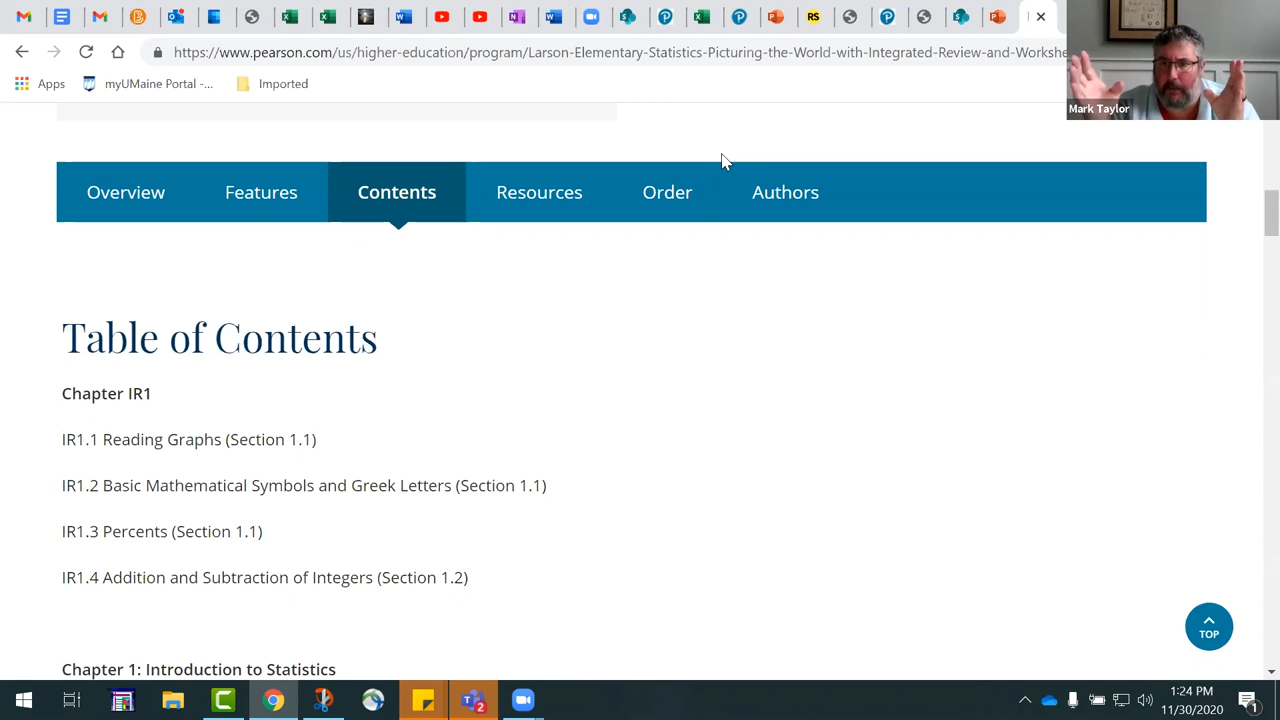 https://www.pearson.com/us/higher-education/program/Larson-Elementary-Statistics-Picturing-the-World-with-Integrated-Review-and-Workshe
Apps
myUMaine Portal -...
Imported
Mark Taylor
Overview
Features
Contents
Resources
Order
Authors
Table of Contents
Chapter IR1
IR1.1 Reading Graphs (Section 1.1)
IR1.2 Basic Mathematical Symbols and Greek Letters (Section 1.1)
IR1.3 Percents (Section 1.1)
IR1.4 Addition and Subtraction of Integers (Section 1.2)
TOP
Chapter 1: Introduction to Statistics
2
1:24 PM
11/30/2020
1